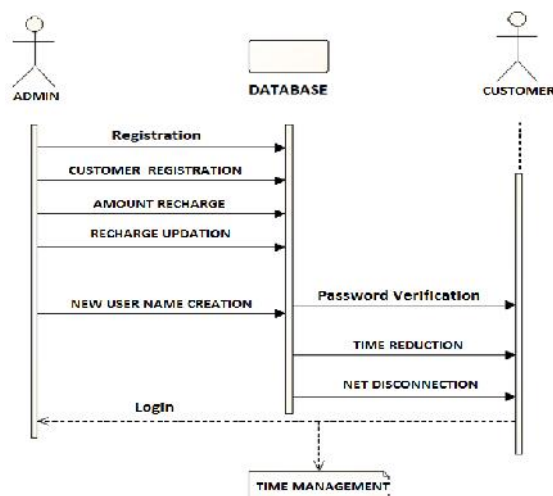 ADMIN
DATABASE
CUSTOMER
Registration
CUSTOMER REGISTRATION
AMOUNT RECHARGE
RECHARGE UPDATION
NEW USER NAME CREATION
Password Verification
TIME REDUCTION
NET DISCONNECTION
Login
TIME MANAGEMENT